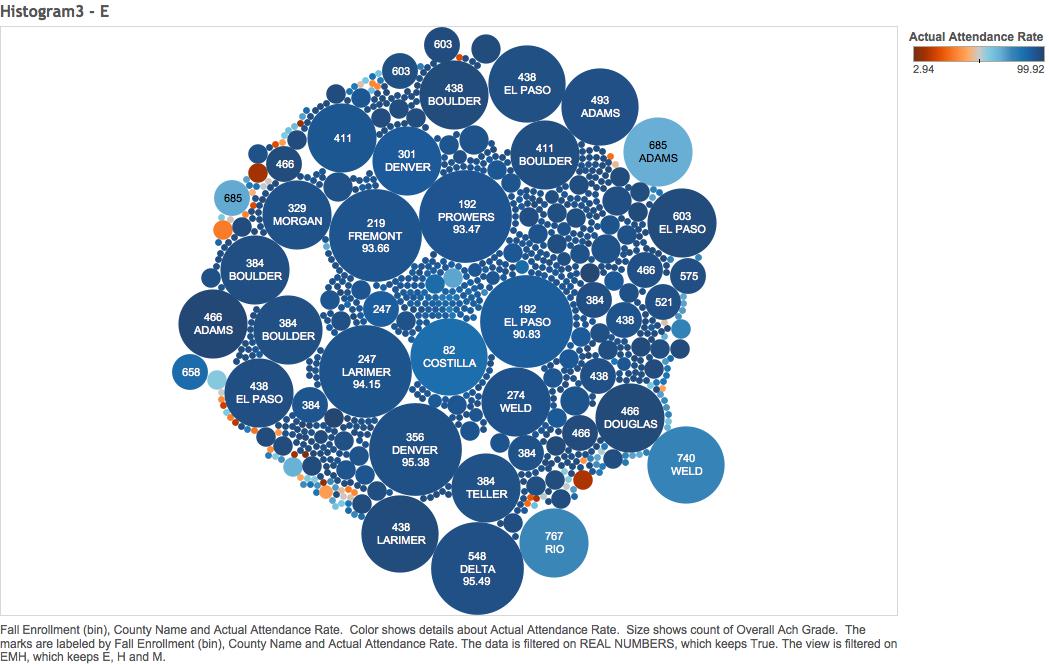 Histogram3 - E
Actual Attendance Rate
2.94 99.92
603
603
438
BOULDER
438
EL PASO
493
ADAMS
411
301
DENVER
411
BOULDER
685
ADAMS
466
685
329
MORGAN
219
FREMONT
93.66
192
PROWERS
93.47
603
EL PASO
384
BOULDER
466
575
466
ADAMS
384
BOULDER
247
192
EL PASO
90.83
384
521
438
658
438
EL PASO
247
LARIMER
94.15
82
COSTILLA
438
384
274
WELD
466
DOUGLAS
356
DENVER
95.38
466
384
740
WELD
384
TELLER
438
LARIMER
548
DELTA
95.49
767
RIO
Fall Enrollment (bin), County Name and Actual Attendance Rate.  Color shows details about Actual Attendance Rate.  Size shows count of Overall Ach Grade.  The
marks are labeled by Fall Enrollment (bin), County Name and Actual Attendance Rate. The data is filtered on REAL NUMBERS, which keeps True. The view is filtered on
EMH, which keeps E, H and M.